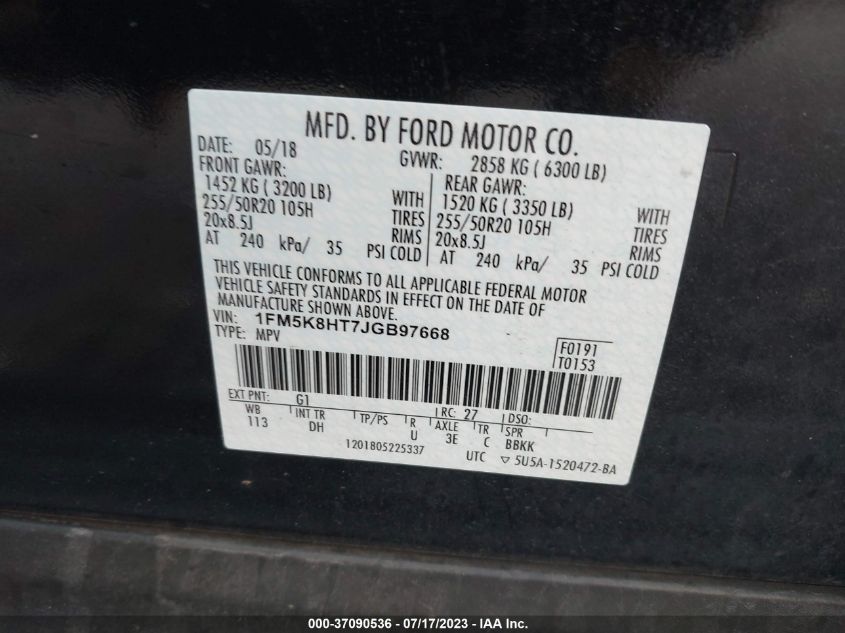 MFD. BY FORD MOTOR CO.
DATE: 05/18 GVWR: 2858 KG ( 6300 LB)
FRONT GAWR: REAR GAWR:
1452 KG ( 3200 LB) WITH 1520 KG ( 3350 LB) WITH
255/50R20 105H TIRES 255/50R20 105H TIRES
20x8.5J RIMS 20x8.5J RIMS
AT 240 kPa/ 35 PSI COLD AT 240 kPa/ 35 PSI COLD
THIS VEHICLE CONFORMS TO ALL APPLICABLE FEDERAL MOTOR
VEHICLE SAFETY STANDARDS IN EFFECT ON THE DATE OF
MANUFACTURE SHOWN ABOVE.
VIN: 1FM5K8HT7JGB97668
TYPE: MPV
F0191
T0153
EXT PNT: G1 RC: 27 DSO:
WB INT TR TP/PS R AXLE TR SPR
113 DH U 3E C BBKK
1201805225337 UTC ▽ 5U5A-1520472-BA
000-37090536 - 07/17/2023 - IAAI.com